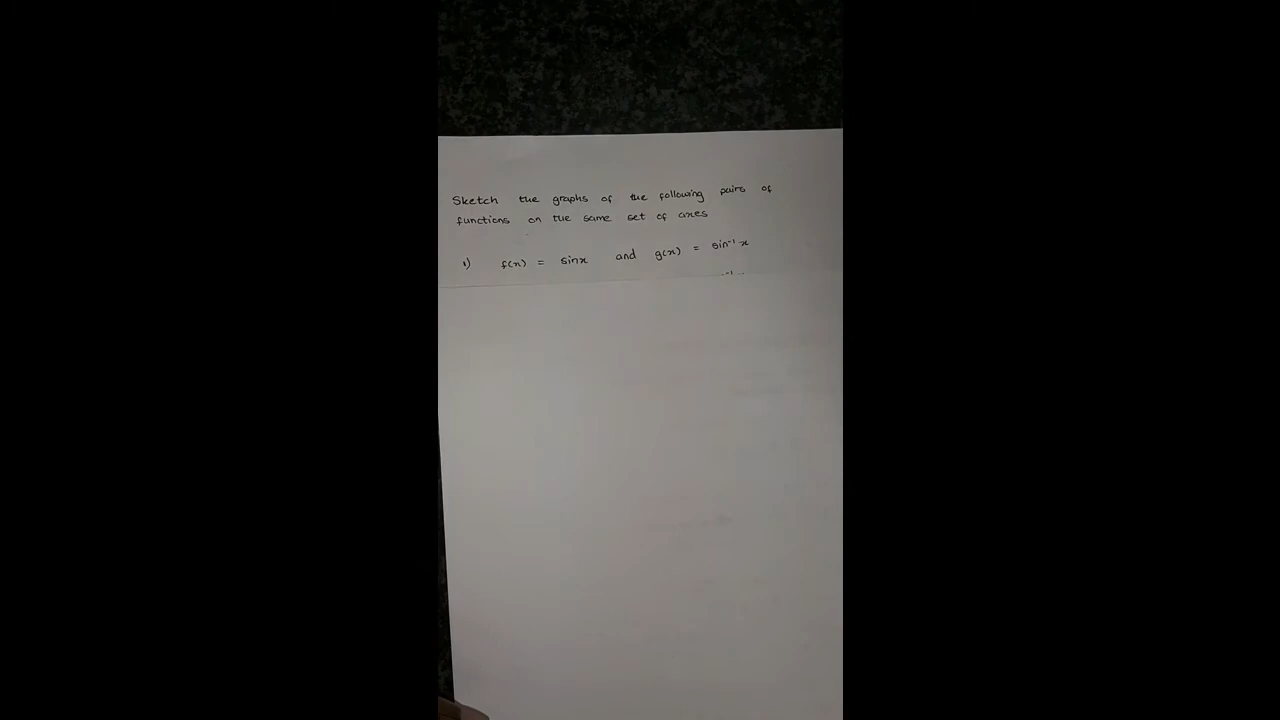 Sketch the graphs of the following pairs of
functions on the same set of axes
1) f(x) = sinx and g(x) = sin⁻¹x